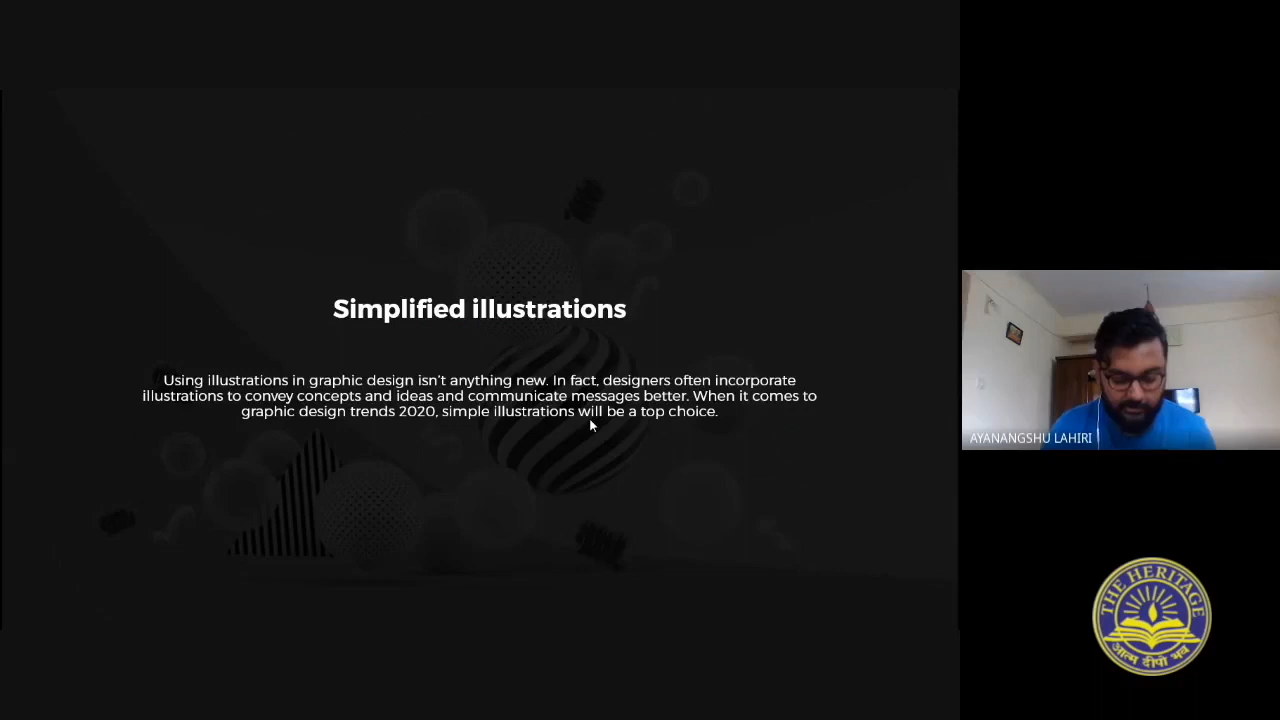 Simplified illustrations
Using illustrations in graphic design isn't anything new. In fact, designers often incorporate
illustrations to convey concepts and ideas and communicate messages better. When it comes to
graphic design trends 2020, simple illustrations will be a top choice.
AYANANGSHU LAHIRI
THE HERITAGE
आत्म दीपो भव